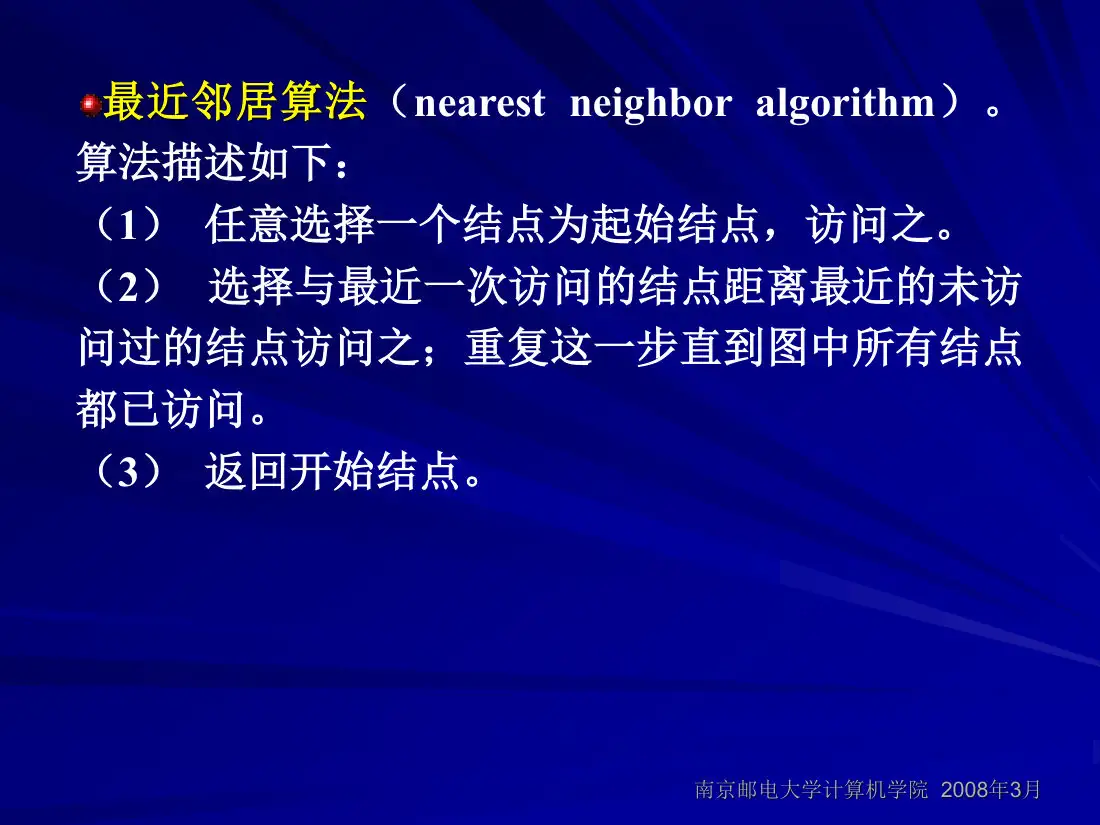 最近邻居算法（nearest neighbor algorithm）。
算法描述如下：
（1） 任意选择一个结点为起始结点，访问之。
（2） 选择与最近一次访问的结点距离最近的未访
问过的结点访问之；重复这一步直到图中所有结点
都已访问。
（3） 返回开始结点。
南京邮电大学计算机学院 2008年3月